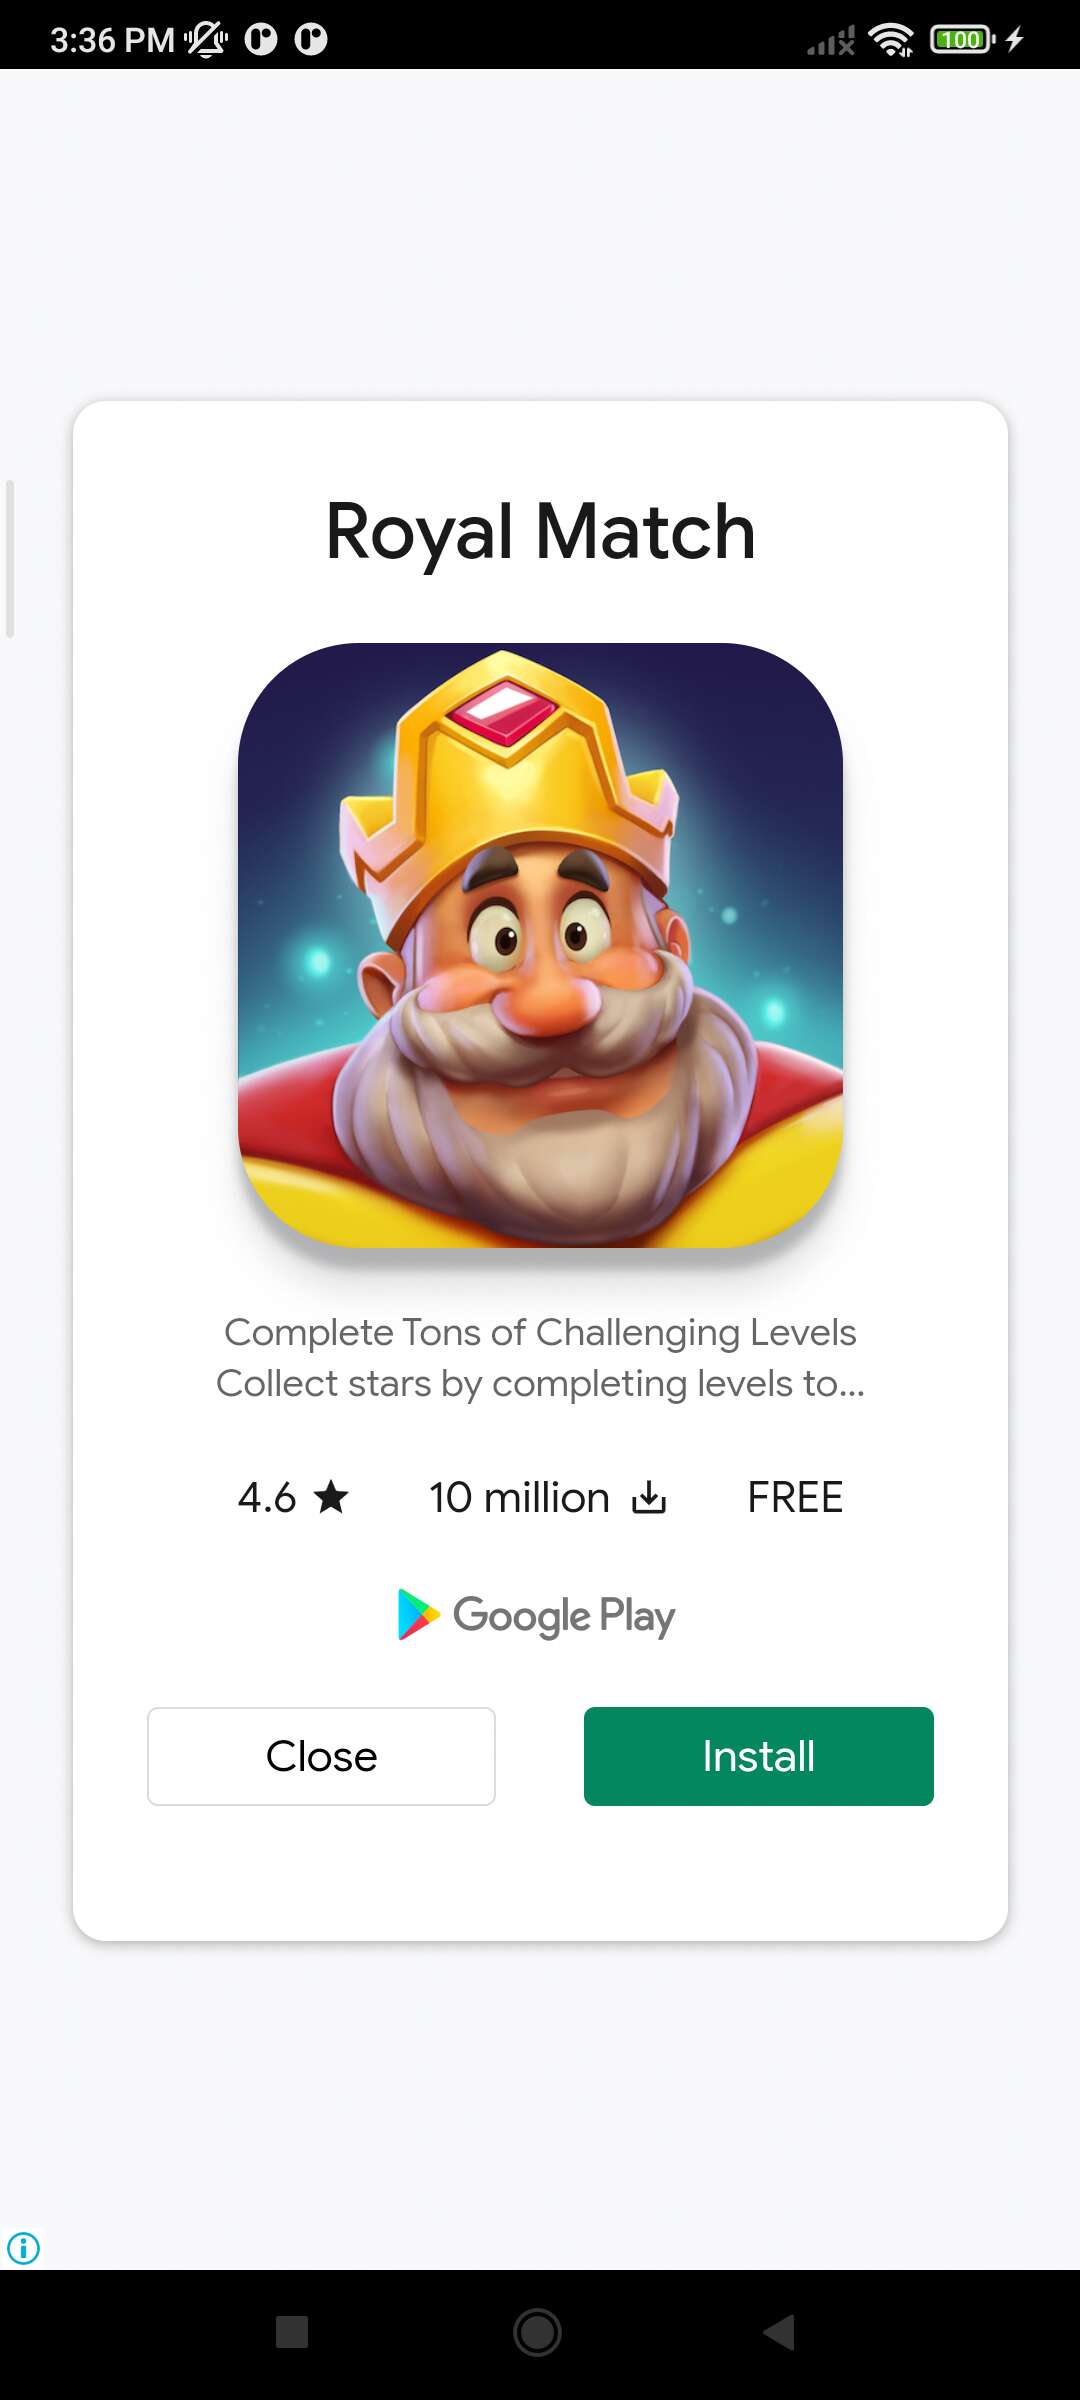 3:36 PM
100
Royal Match
Complete Tons of Challenging Levels
Collect stars by completing levels to...
4.6 ★ 10 million FREE
Google Play
Close Install